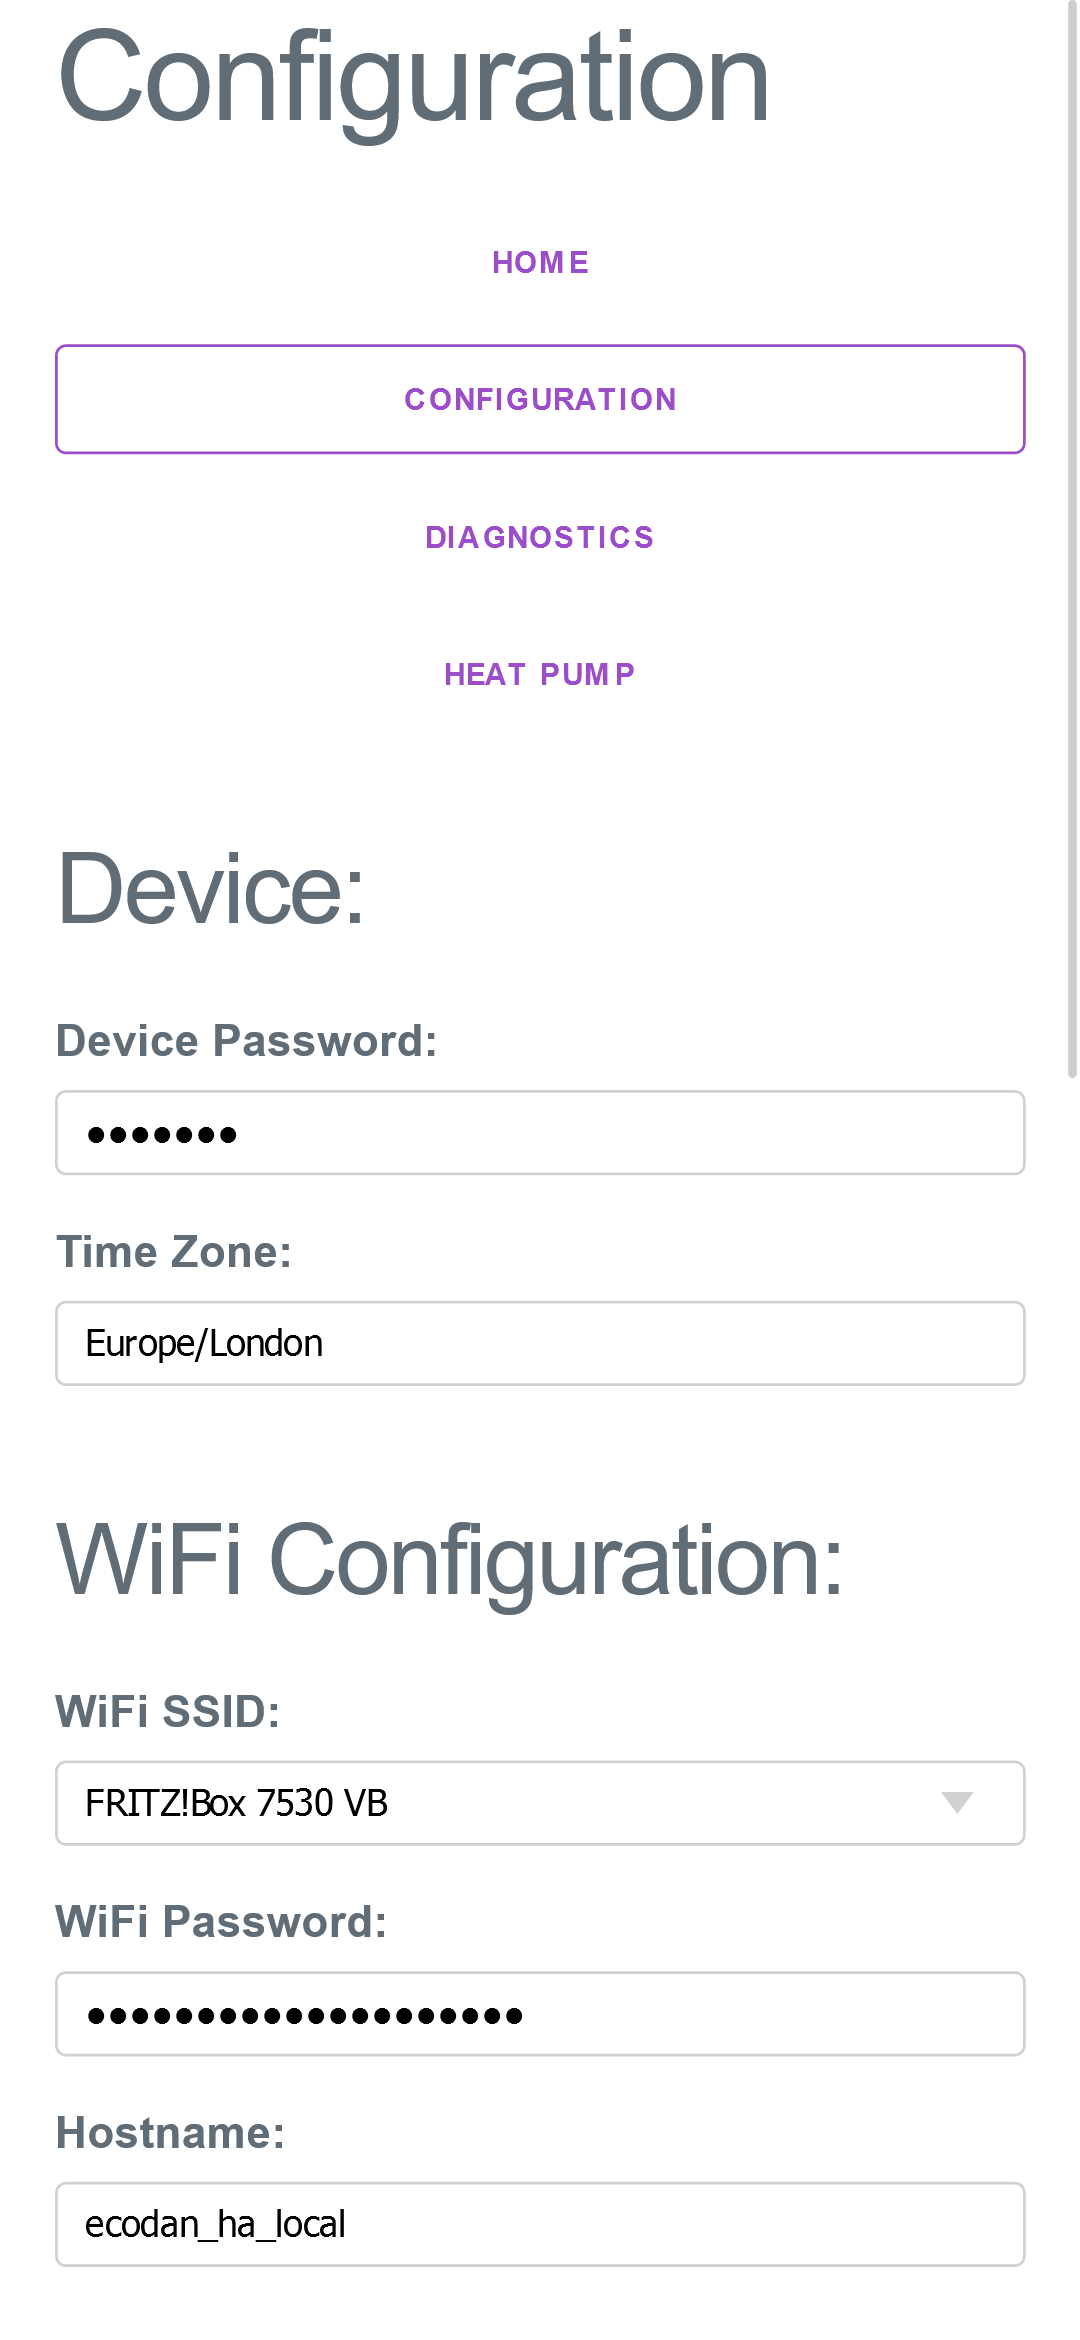 Configuration
HOME
CONFIGURATION
DIAGNOSTICS
HEAT PUMP
Device:
Device Password:
•••••••
Time Zone:
Europe/London
WiFi Configuration:
WiFi SSID:
FRITZ!Box 7530 VB
WiFi Password:
••••••••••••••••••••
Hostname:
ecodan_ha_local